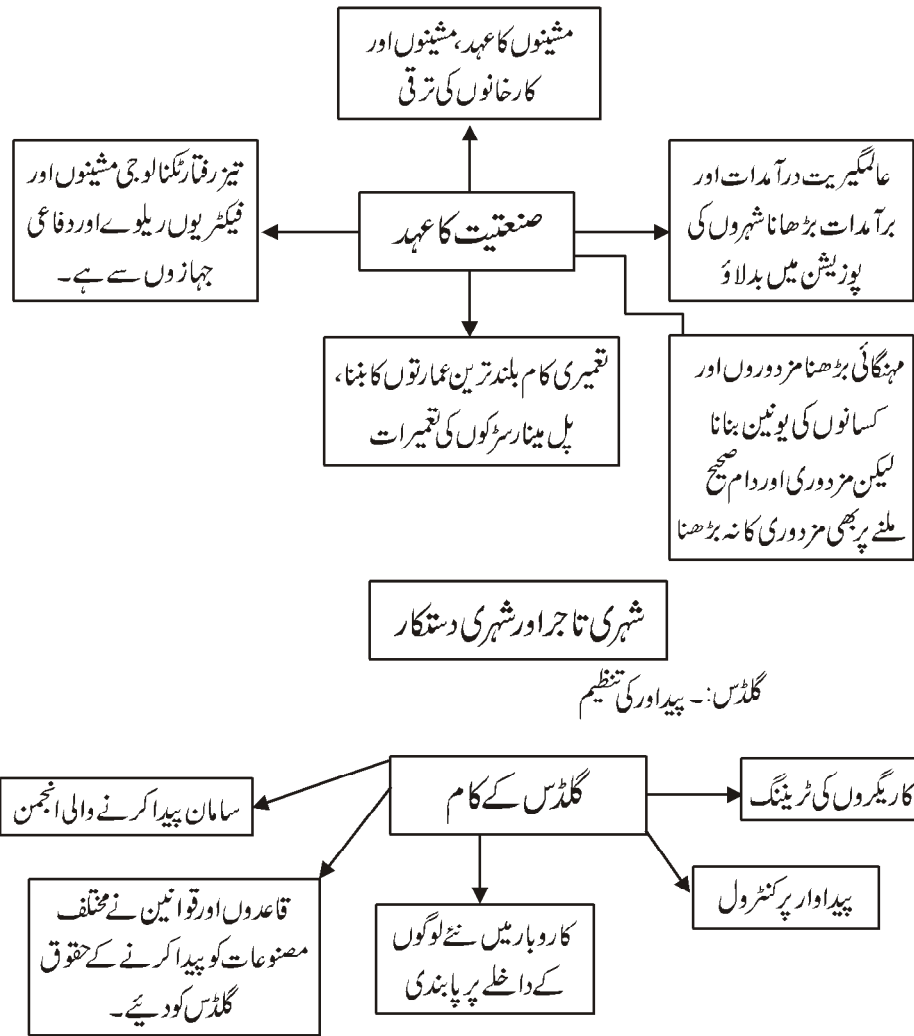 مشینوں کا عہد، مشینوں اور
کارخانوں کی ترقی
عالمگیریت درآمدات اور
برآمدات بڑھانا شہروں کی
پوزیشن میں بدلاؤ
صنعتیت کا عہد
تیز رفتار ٹکنالوجی مشینوں اور
فیکٹریوں ریلوے اور دفاعی
جہازوں سے ہے۔
مہنگائی بڑھنا مزدوروں اور
کسانوں کی یونین بنانا
لیکن مزدوری اور دام صحیح
ملنے پر بھی مزدوری کا نہ بڑھنا
تعمیری کام بلند ترین عمارتوں کا بننا،
پل مینار سڑکوں کی تعمیرات
شہری تاجر اور شہری دستکار
گلڈس:۔ پیداور کی تنظیم
گلڈس کے کام
کاریگروں کی ٹریننگ
سامان پیدا کرنے والی انجمن
پیداوار پر کنٹرول
کاروبار میں نئے لوگوں
کے داخلے پر پابندی
قاعدوں اور قوانین نے مختلف
مصنوعات کو پیدا کرنے کے حقوق
گلڈس کو دیئے۔